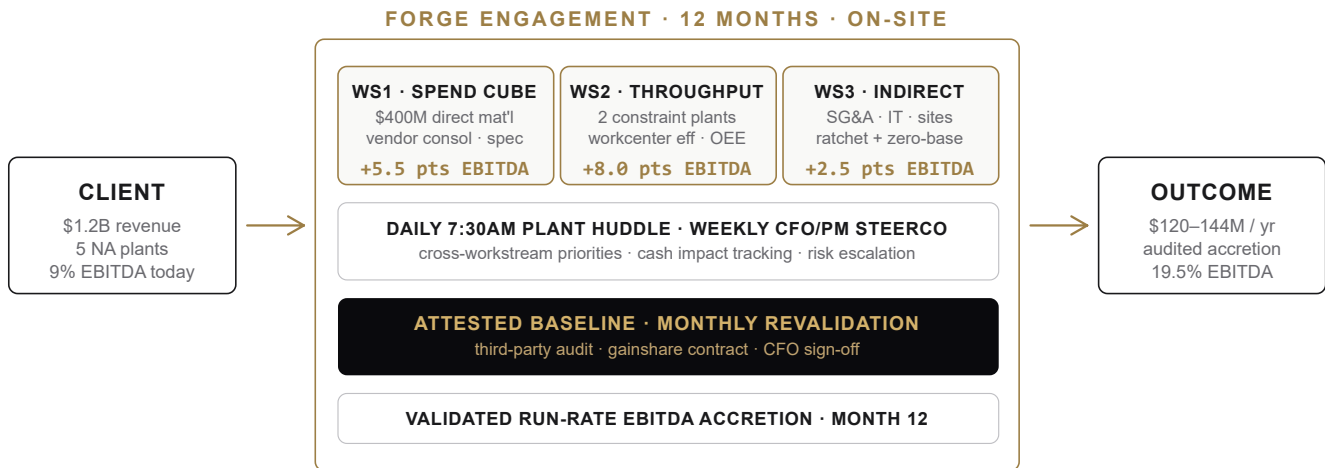 FORGE ENGAGEMENT · 12 MONTHS · ON-SITE
CLIENT
$1.2B revenue
5 NA plants
9% EBITDA today
WS1 · SPEND CUBE
$400M direct mat'l
vendor consol · spec
+5.5 pts EBITDA
WS2 · THROUGHPUT
2 constraint plants
workcenter eff · OEE
+8.0 pts EBITDA
WS3 · INDIRECT
SG&A · IT · sites
ratchet + zero-base
+2.5 pts EBITDA
DAILY 7:30AM PLANT HUDDLE · WEEKLY CFO/PM STEERCO
cross-workstream priorities · cash impact tracking · risk escalation
ATTESTED BASELINE · MONTHLY REVALIDATION
third-party audit · gainshare contract · CFO sign-off
VALIDATED RUN-RATE EBITDA ACCRETION · MONTH 12
OUTCOME
$120–144M / yr
audited accretion
19.5% EBITDA